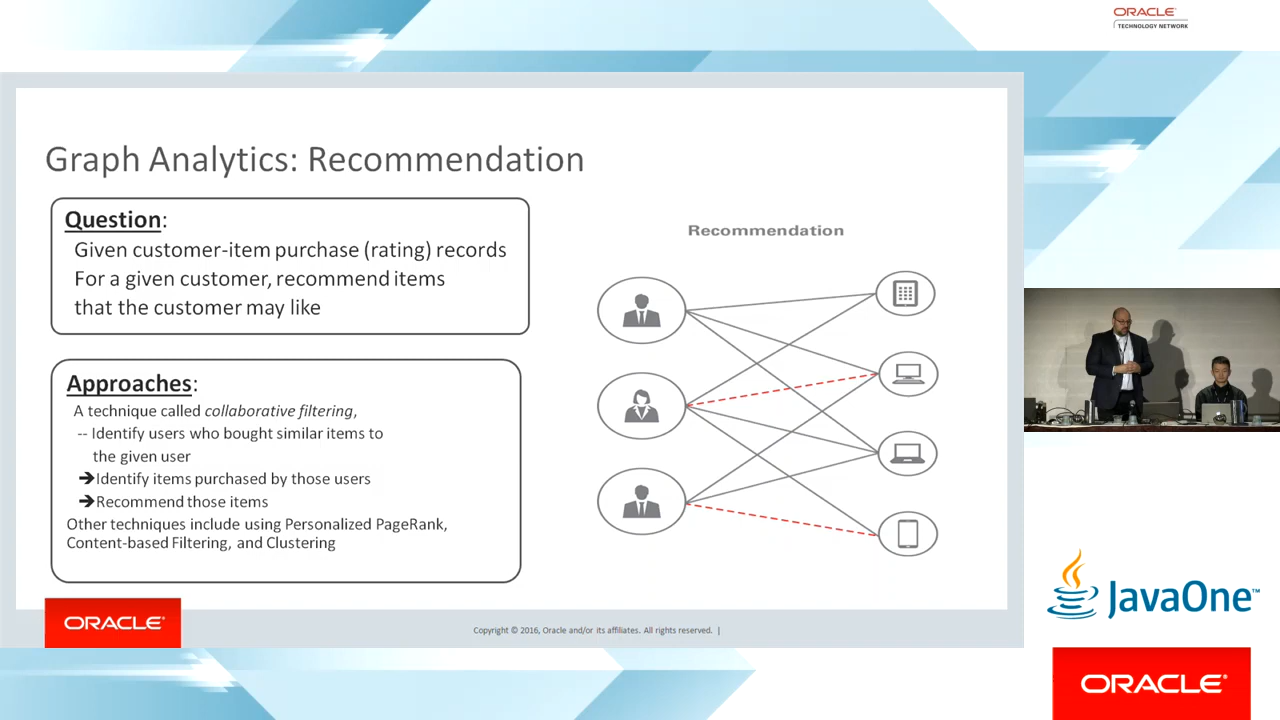 ORACLE
TECHNOLOGY NETWORK
Graph Analytics: Recommendation
Question:
Given customer-item purchase (rating) records
For a given customer, recommend items
that the customer may like
Approaches:
A technique called collaborative filtering,
-- Identify users who bought similar items to
the given user
➔Identify items purchased by those users
➔Recommend those items
Other techniques include using Personalized PageRank,
Content-based Filtering, and Clustering
Recommendation
ORACLE®
Copyright © 2016, Oracle and/or its affiliates. All rights reserved. |
JavaOne™
ORACLE®